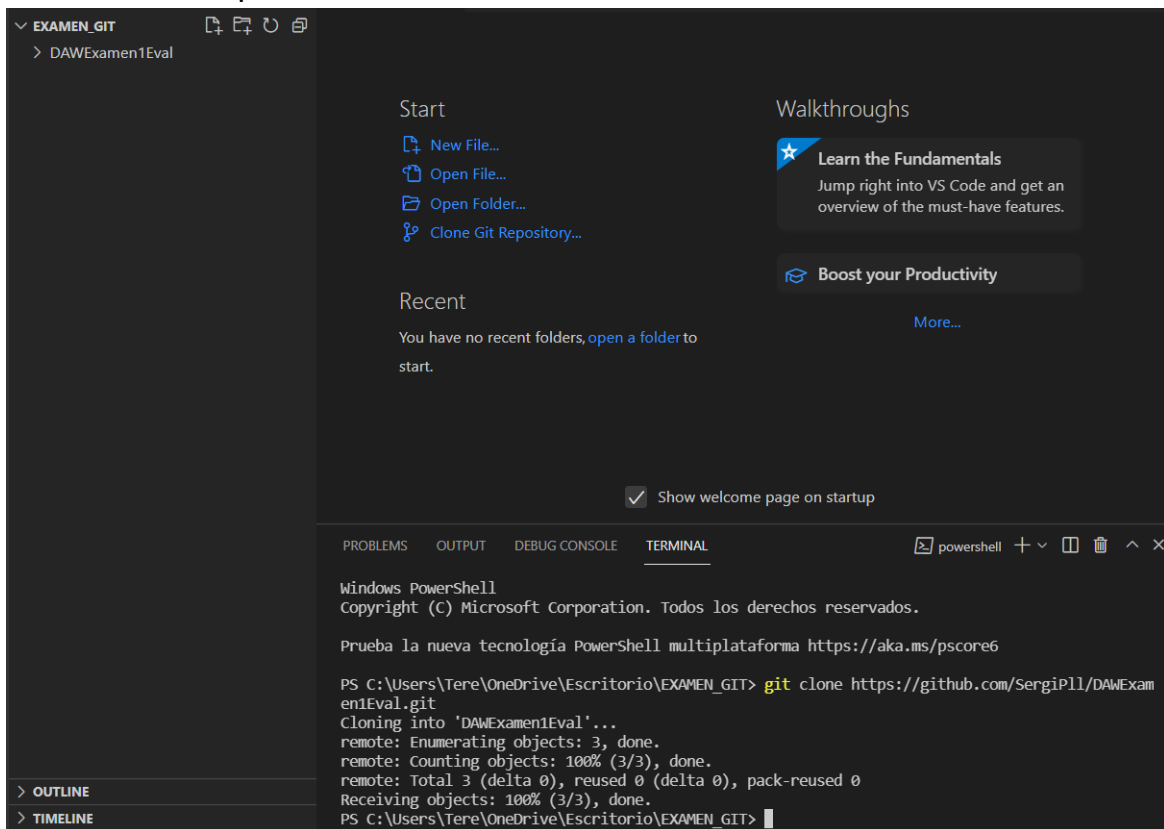 EXAMEN_GIT
DAWExamen1Eval
OUTLINE
TIMELINE
Start
New File...
Open File...
Open Folder...
Clone Git Repository...
Recent
You have no recent folders, open a folder to
start.
Walkthroughs
Learn the Fundamentals
Jump right into VS Code and get an
overview of the must-have features.
Boost your Productivity
More...
Show welcome page on startup
PROBLEMS OUTPUT DEBUG CONSOLE TERMINAL powershell
Windows PowerShell
Copyright (C) Microsoft Corporation. Todos los derechos reservados.
Prueba la nueva tecnología PowerShell multiplataforma https://aka.ms/pscore6
PS C:\Users\Tere\OneDrive\Escritorio\EXAMEN_GIT> git clone https://github.com/SergiPll/DAWExam
en1Eval.git
Cloning into 'DAWExamen1Eval'...
remote: Enumerating objects: 3, done.
remote: Counting objects: 100% (3/3), done.
remote: Total 3 (delta 0), reused 0 (delta 0), pack-reused 0
Receiving objects: 100% (3/3), done.
PS C:\Users\Tere\OneDrive\Escritorio\EXAMEN_GIT>